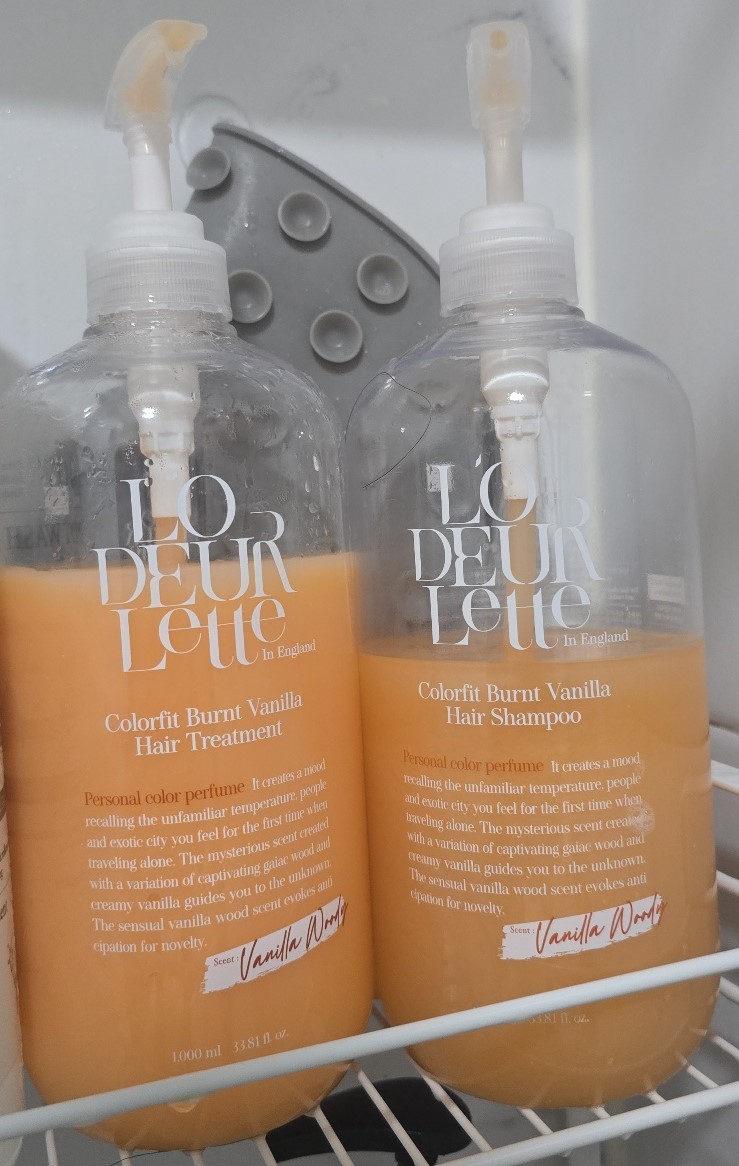 L'O
DEUR
Lette
In England
Colorfit Burnt Vanilla
Hair Treatment
Personal color perfume It creates a mood
recalling the unfamiliar temperature, people
and exotic city you feel for the first time when
traveling alone. The mysterious scent created
with a variation of captivating gaiac wood and
creamy vanilla guides you to the unknown.
The sensual vanilla wood scent evokes anti
cipation for novelty.
Scent : Vanilla Woody
1,000 ml 33.81 fl. oz.
L'O
DEUR
Lette
In England
Colorfit Burnt Vanilla
Hair Shampoo
Personal color perfume It creates a mood
recalling the unfamiliar temperature, people
and exotic city you feel for the first time when
traveling alone. The mysterious scent created
with a variation of captivating gaiac wood and
creamy vanilla guides you to the unknown.
The sensual vanilla wood scent evokes anti
cipation for novelty.
Scent : Vanilla Woody
33.81 fl. oz.